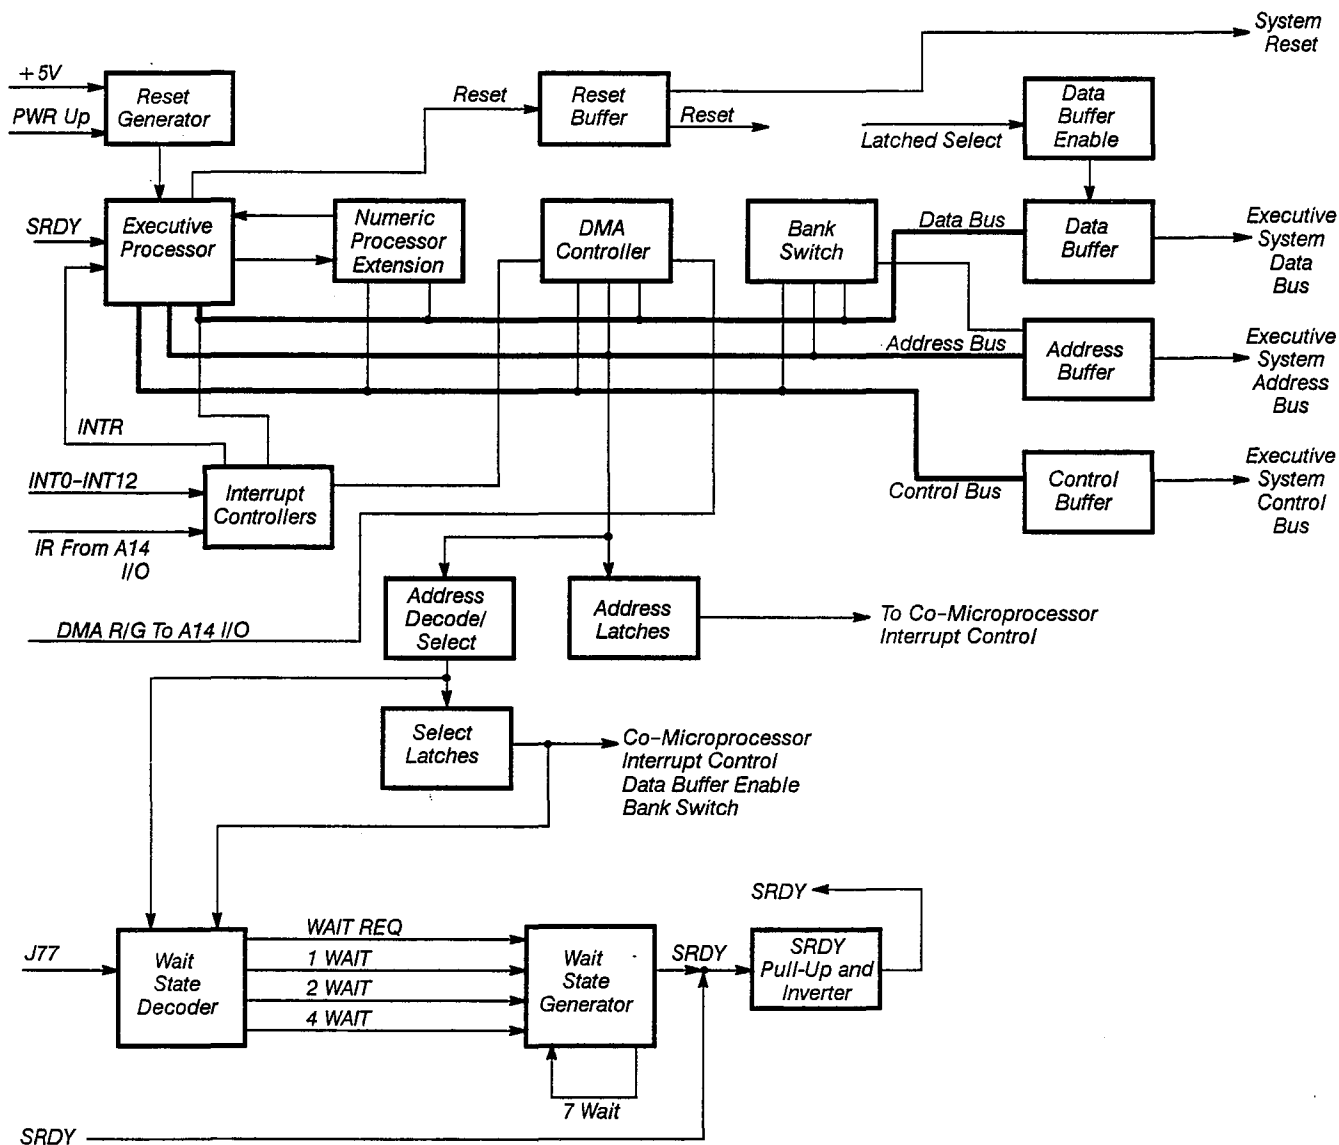 System
Reset
+5V
PWR Up
Reset
Generator
Reset
Reset
Buffer
Reset
Latched Select
Data
Buffer
Enable
SRDY
Executive
Processor
Numeric
Processor
Extension
DMA
Controller
Bank
Switch
Data Bus
Data
Buffer
Executive
System
Data
Bus
Address Bus
Address
Buffer
Executive
System
Address
Bus
INTR
INT0-INT12
IR From A14
I/O
Interrupt
Controllers
Control Bus
Control
Buffer
Executive
System
Control
Bus
DMA R/G To A14 I/O
Address
Decode/
Select
Address
Latches
To Co-Microprocessor
Interrupt Control
Select
Latches
Co-Microprocessor
Interrupt Control
Data Buffer Enable
Bank Switch
J77
Wait
State
Decoder
WAIT REQ
1 WAIT
2 WAIT
4 WAIT
Wait
State
Generator
7 Wait
SRDY
SRDY
SRDY
Pull-Up and
Inverter
SRDY